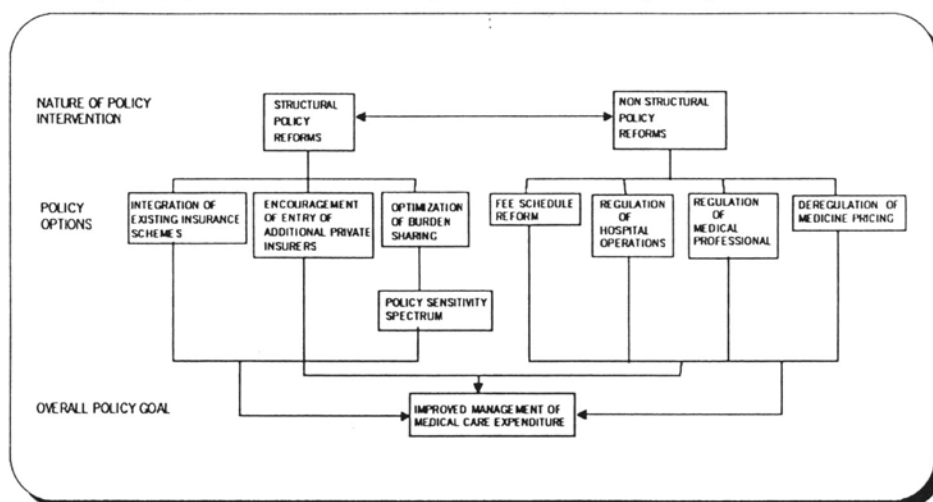 NATURE OF POLICY
INTERVENTION
STRUCTURAL
POLICY
REFORMS
NON STRUCTURAL
POLICY
REFORMS
POLICY
OPTIONS
INTEGRATION OF
EXISTING INSURANCE
SCHEMES
ENCOURAGEMENT OF
ENTRY OF
ADDITIONAL PRIVATE
INSURERS
OPTIMIZATION
OF BURDEN
SHARING
FEE SCHEDULE
REFORM
REGULATION
OF
HOSPITAL
OPERATIONS
REGULATION
OF
MEDICAL
PROFESSIONAL
DEREGULATION OF
MEDICINE PRICING
POLICY SENSITIVITY
SPECTRUM
OVERALL POLICY GOAL
IMPROVED MANAGEMENT OF
MEDICAL CARE EXPENDITURE